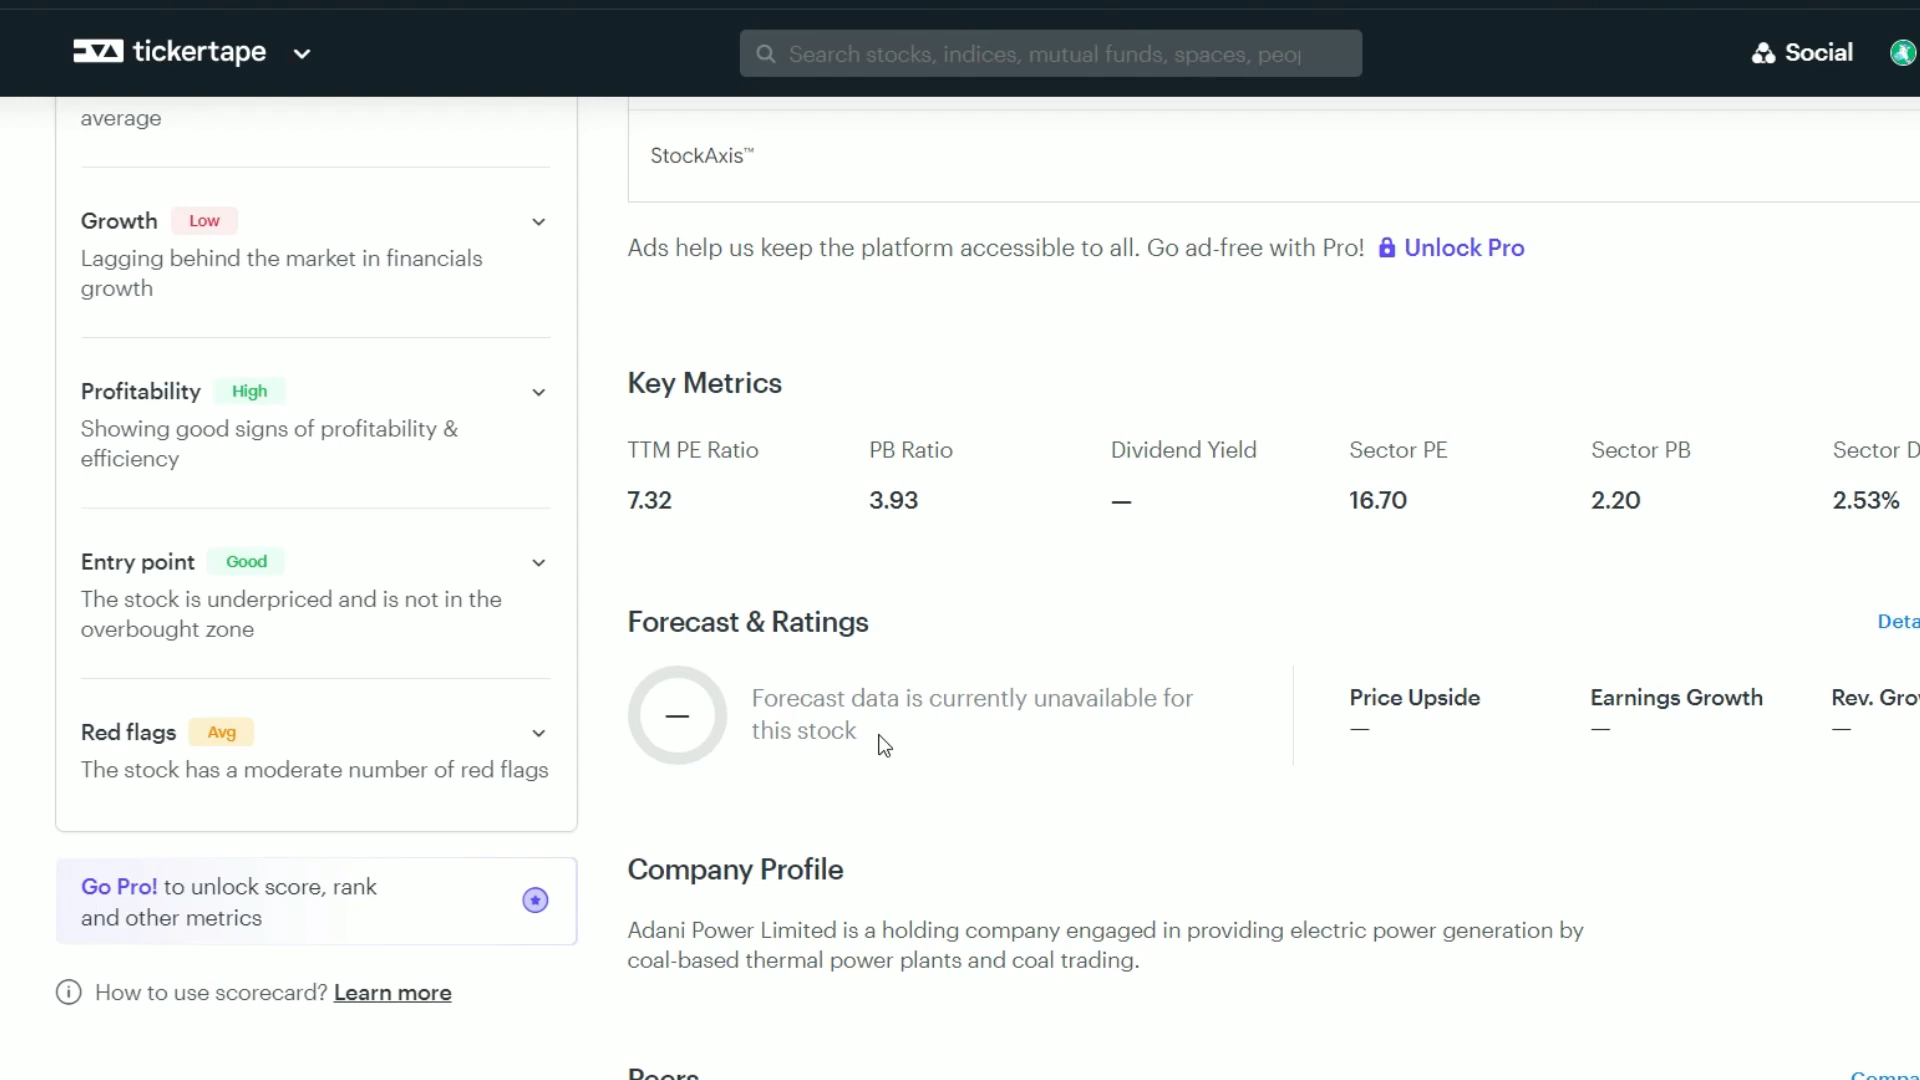 tickertape
Search stocks, indices, mutual funds, spaces, peop
Social
average
Growth Low
Lagging behind the market in financials
growth
Profitability High
Showing good signs of profitability &
efficiency
Entry point Good
The stock is underpriced and is not in the
overbought zone
Red flags Avg
The stock has a moderate number of red flags
Go Pro! to unlock score, rank
and other metrics
How to use scorecard? Learn more
StockAxis™
Ads help us keep the platform accessible to all. Go ad-free with Pro! Unlock Pro
Key Metrics
TTM PE Ratio PB Ratio Dividend Yield Sector PE Sector PB Sector D
7.32 3.93 — 16.70 2.20 2.53%
Forecast & Ratings Deta
— Forecast data is currently unavailable for
this stock
Price Upside Earnings Growth Rev. Gro
— — —
Company Profile
Adani Power Limited is a holding company engaged in providing electric power generation by
coal-based thermal power plants and coal trading.
Peers Compa